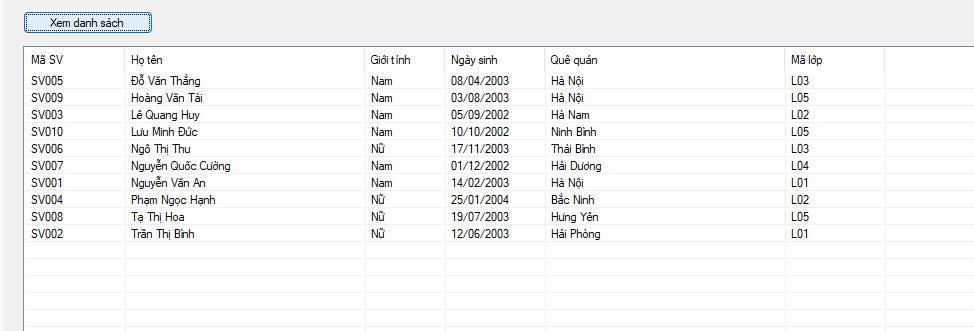 Xem danh sách
Mã SV Họ tên Giới tính Ngày sinh Quê quán Mã lớp
SV005 Đỗ Văn Thắng Nam 08/04/2003 Hà Nội L03
SV009 Hoàng Văn Tài Nam 03/08/2003 Hà Nội L05
SV003 Lê Quang Huy Nam 05/09/2002 Hà Nam L02
SV010 Lưu Minh Đức Nam 10/10/2002 Ninh Bình L05
SV006 Ngô Thị Thu Nữ 17/11/2003 Thái Bình L03
SV007 Nguyễn Quốc Cường Nam 01/12/2002 Hải Dương L04
SV001 Nguyễn Văn An Nam 14/02/2003 Hà Nội L01
SV004 Phạm Ngọc Hạnh Nữ 25/01/2004 Bắc Ninh L02
SV008 Tạ Thị Hoa Nữ 19/07/2003 Hưng Yên L05
SV002 Trần Thị Bình Nữ 12/06/2003 Hải Phòng L01